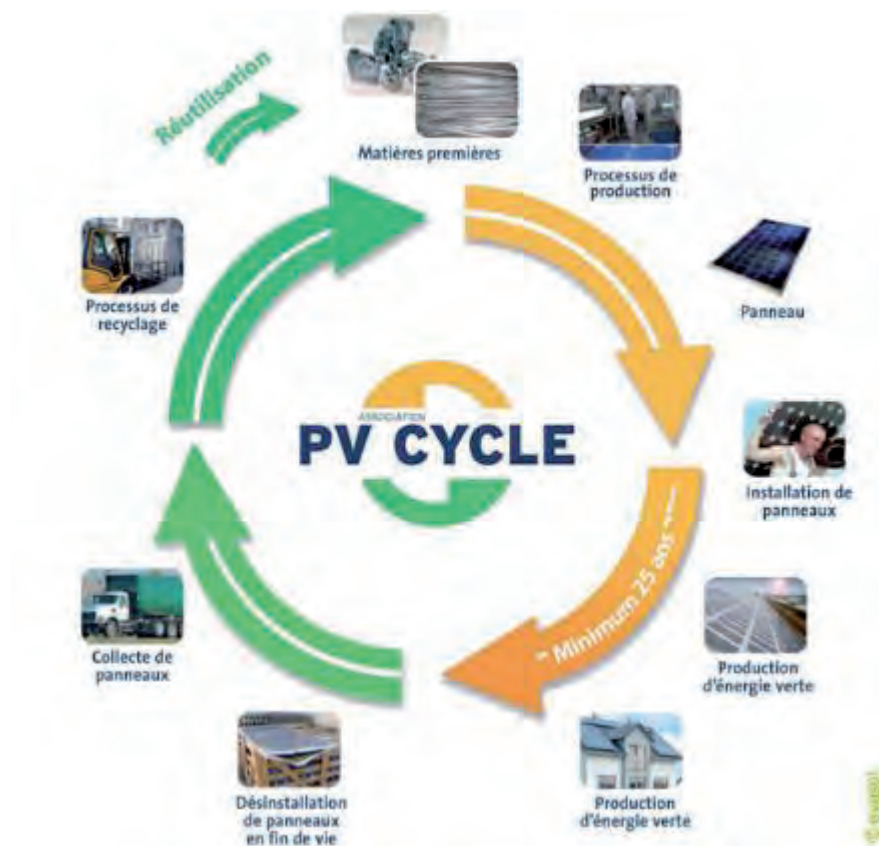 Réutilisation
Matières premières
Processus de
production
Panneau
Installation de
panneaux
– Minimum 25 ans –
Production
d'énergie verte
Production
d'énergie verte
Désinstallation
de panneaux
en fin de vie
Collecte de
panneaux
Processus de
recyclage
ASSOCIATION
PV CYCLE
© evasol